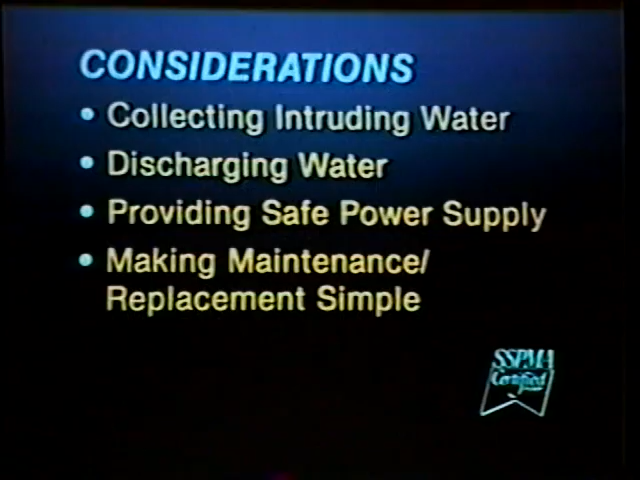 CONSIDERATIONS
• Collecting Intruding Water
• Discharging Water
• Providing Safe Power Supply
• Making Maintenance/
Replacement Simple
SSPMA
Certified